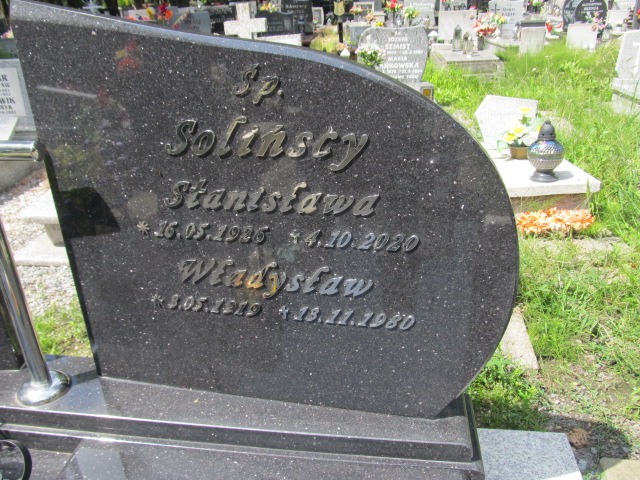 Śp.
Solińscy
Stanisława
* 16.05.1926 + 4.10.2020
Władysław
* 8.05.1919 + 18.11.1980